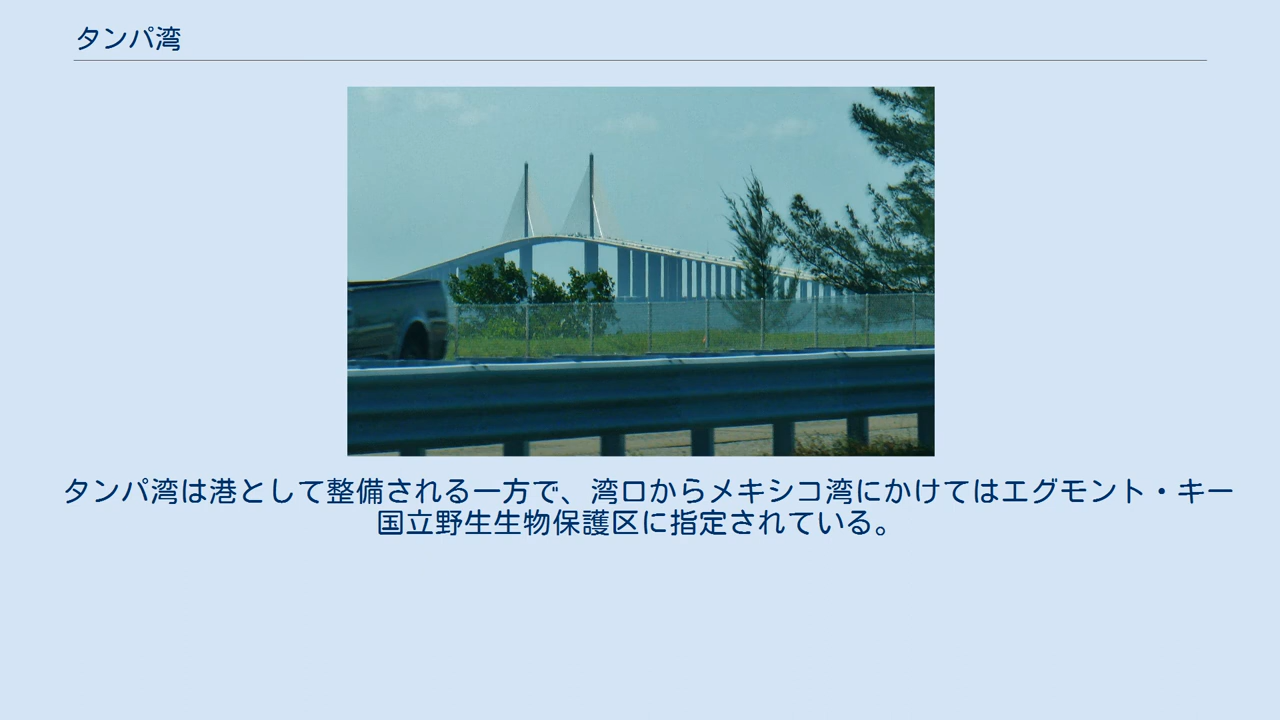 タンパ湾
タンパ湾は港として整備される一方で、湾口からメキシコ湾にかけてはエグモント・キー
国立野生生物保護区に指定されている。